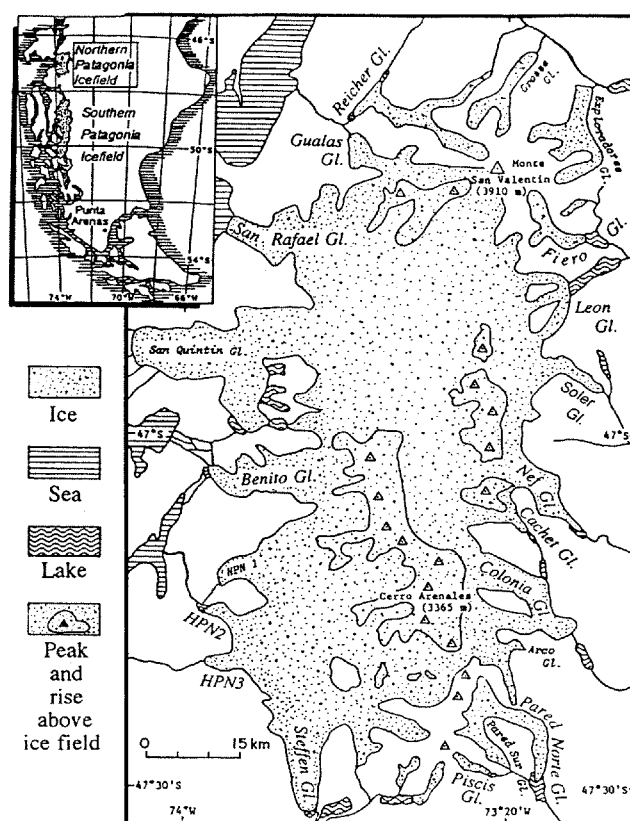 46°S
Northern
Patagonia
Icefield
Southern
Patagonia
Icefield
50°S
Punta
Arenas
54°S
74°W
70°W
66°W
Reicher Gl.
Grosse
Gl.
Exploradores
Gl.
Gualas
Gl.
Monte
San Valentin
(3910 m)
San Rafael Gl.
Fiero
Gl.
Leon
Gl.
San Quintin Gl.
Soler
Gl.
47°S
47°S
Benito Gl.
Nef Gl.
Cachet Gl.
HPN 1
Colonia
Gl.
Cerro Arenales
(3365 m)
HPN2
HPN3
Arco
Gl.
Pared
Norte Gl.
Pared Sur
Gl.
Steffen Gl.
Piscis
Gl.
Ice
Sea
Lake
Peak
and
rise
above
ice field
0 15 km
47°30'S
47°30'S
74°W
73°20'W